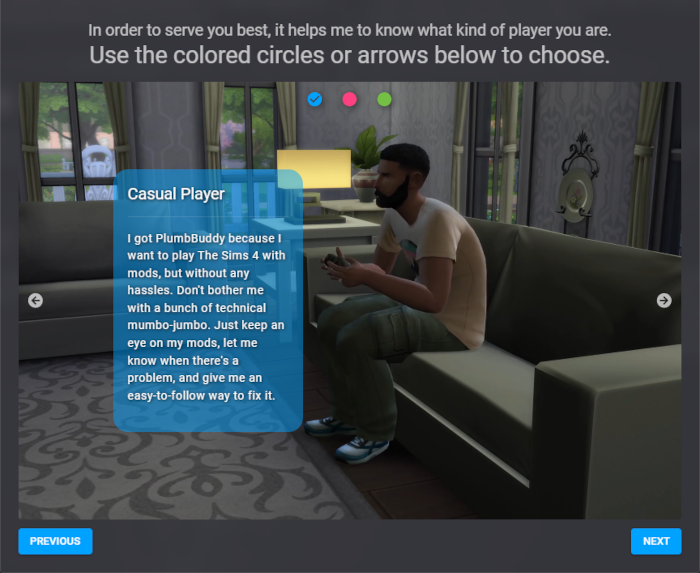 In order to serve you best, it helps me to know what kind of player you are.
Use the colored circles or arrows below to choose.
Casual Player
I got PlumbBuddy because I
want to play The Sims 4 with
mods, but without any
hassles. Don't bother me
with a bunch of technical
mumbo-jumbo. Just keep an
eye on my mods, let me
know when there's a
problem, and give me an
easy-to-follow way to fix it.
PREVIOUS
NEXT